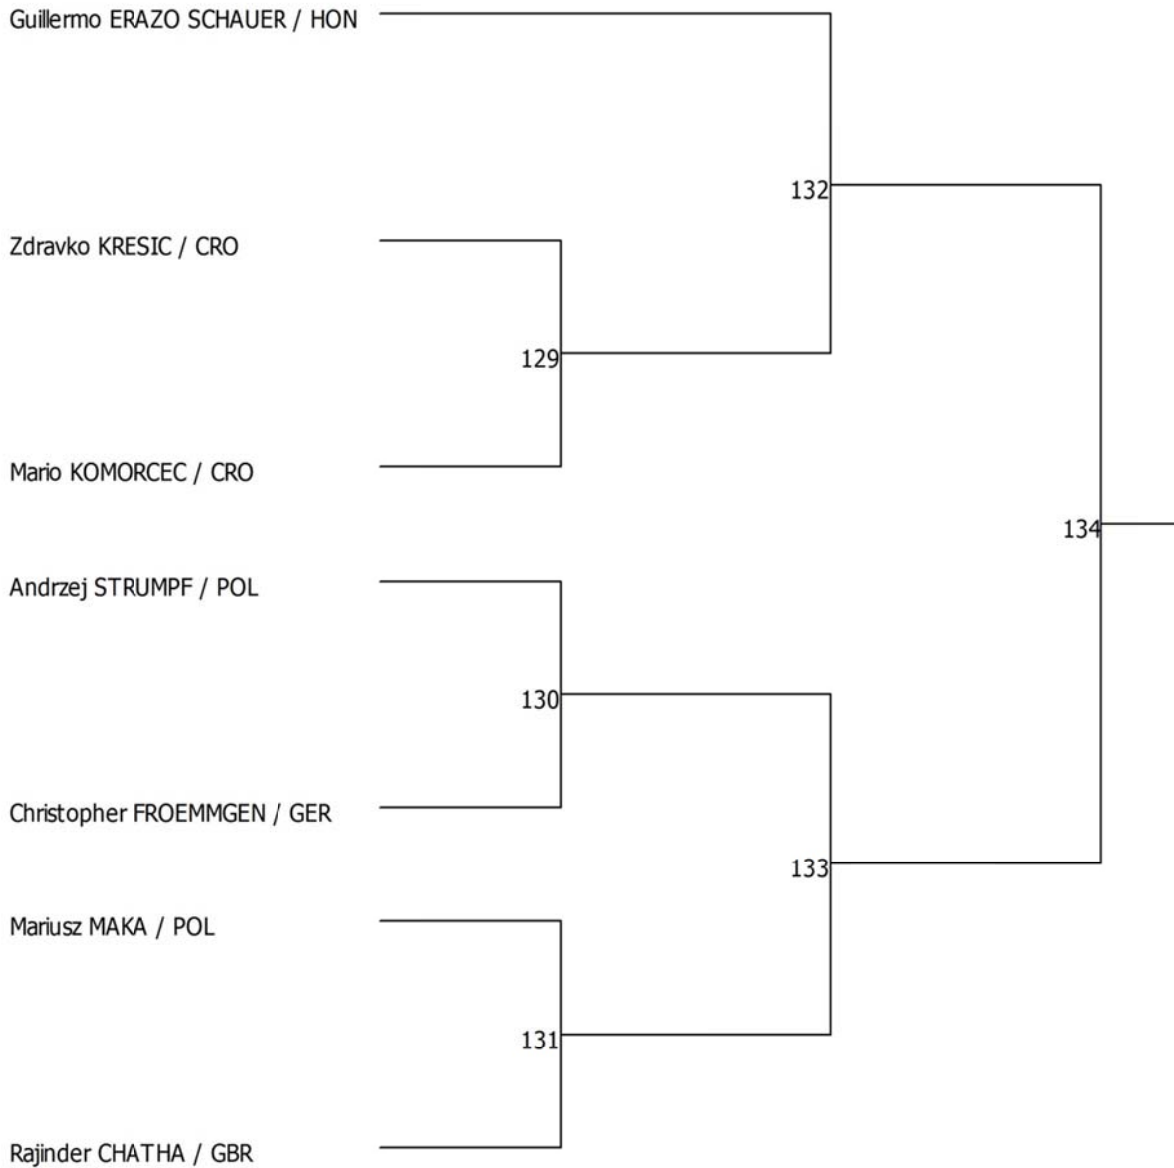 Guillermo ERAZO SCHAUER / HON
132
Zdravko KRESIC / CRO
129
Mario KOMORCEC / CRO
134
Andrzej STRUMPF / POL
130
Christopher FROEMMGEN / GER
133
Mariusz MAKA / POL
131
Rajinder CHATHA / GBR